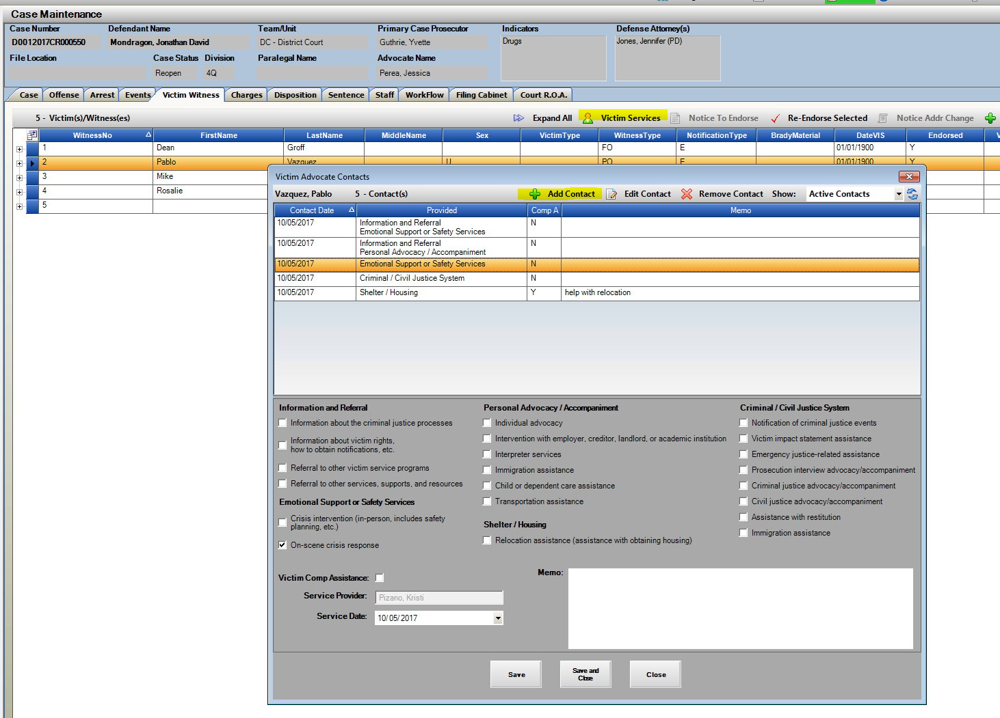 Case Maintenance
Case Number Defendant Name Team/Unit Primary Case Prosecutor Indicators Defense Attorney(s)
D0012017CR000550 Mondragon, Jonathan David DC - District Court Guthrie, Yvette Drugs Jones, Jennifer (PD)
File Location Case Status Division Paralegal Name Advocate Name
Reopen 4Q Perea, Jessica
Case Offense Arrest Events Victim Witness Charges Disposition Sentence Staff WorkFlow Filing Cabinet Court R.O.A.
5 - Victim(s)/Witness(es) Expand All Victim Services Notice To Endorse Re-Endorse Selected Notice Addr Change
WitnessNo FirstName LastName MiddleName Sex VictimType WitnessType NotificationType BradyMaterial DateVIS Endorsed V
1 Dean Groff FO E 01/01/1900 Y
2 Pablo Vazquez U PO E 01/01/1900 Y
3 Mike
4 Rosalie
5
Victim Advocate Contacts
Vazquez, Pablo 5 - Contact(s) Add Contact Edit Contact Remove Contact Show: Active Contacts
Contact Date Provided Comp A Memo
10/05/2017 Information and Referral N
Emotional Support or Safety Services
10/05/2017 Information and Referral N
Personal Advocacy / Accompaniment
10/05/2017 Emotional Support or Safety Services N
10/05/2017 Criminal / Civil Justice System N
10/05/2017 Shelter / Housing Y help with relocation
Information and Referral
Information about the criminal justice processes
Information about victim rights,
how to obtain notifications, etc.
Referral to other victim service programs
Referral to other services, supports, and resources
Emotional Support or Safety Services
Crisis intervention (in-person, includes safety
planning, etc.)
On-scene crisis response
Personal Advocacy / Accompaniment
Individual advocacy
Intervention with employer, creditor, landlord, or academic institution
Interpreter services
Immigration assistance
Child or dependent care assistance
Transportation assistance
Shelter / Housing
Relocation assistance (assistance with obtaining housing)
Criminal / Civil Justice System
Notification of criminal justice events
Victim impact statement assistance
Emergency justice-related assistance
Prosecution interview advocacy/accompaniment
Criminal justice advocacy/accompaniment
Civil justice advocacy/accompaniment
Assistance with restitution
Immigration assistance
Victim Comp Assistance:
Service Provider: Pizano, Kristi
Service Date: 10/05/2017
Memo:
Save
Save and
Close
Close